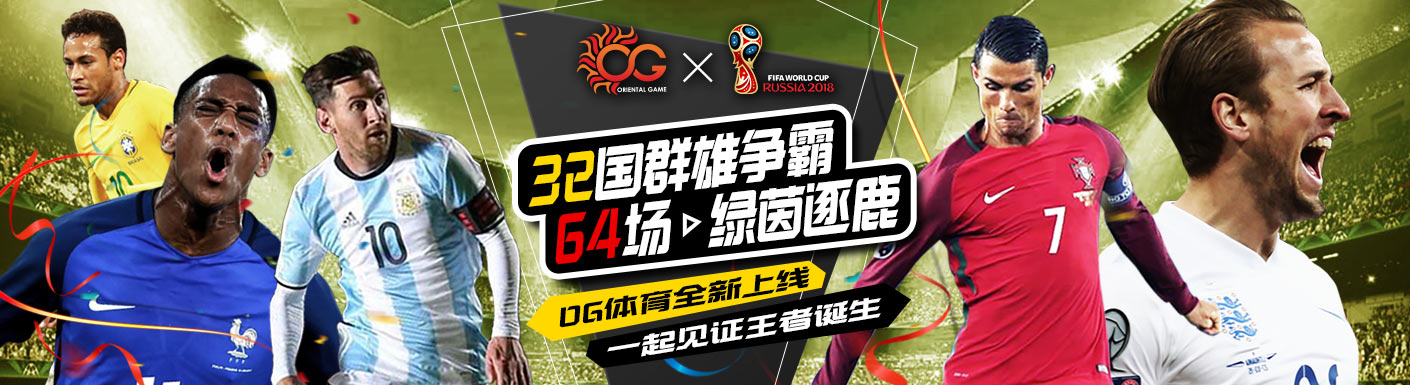 OG
ORIENTAL GAME
×
FIFA WORLD CUP
RUSSIA 2018
32国群雄争霸
64场 绿茵逐鹿
OG体育全新上线
一起见证王者诞生
BRASIL
10
10
7